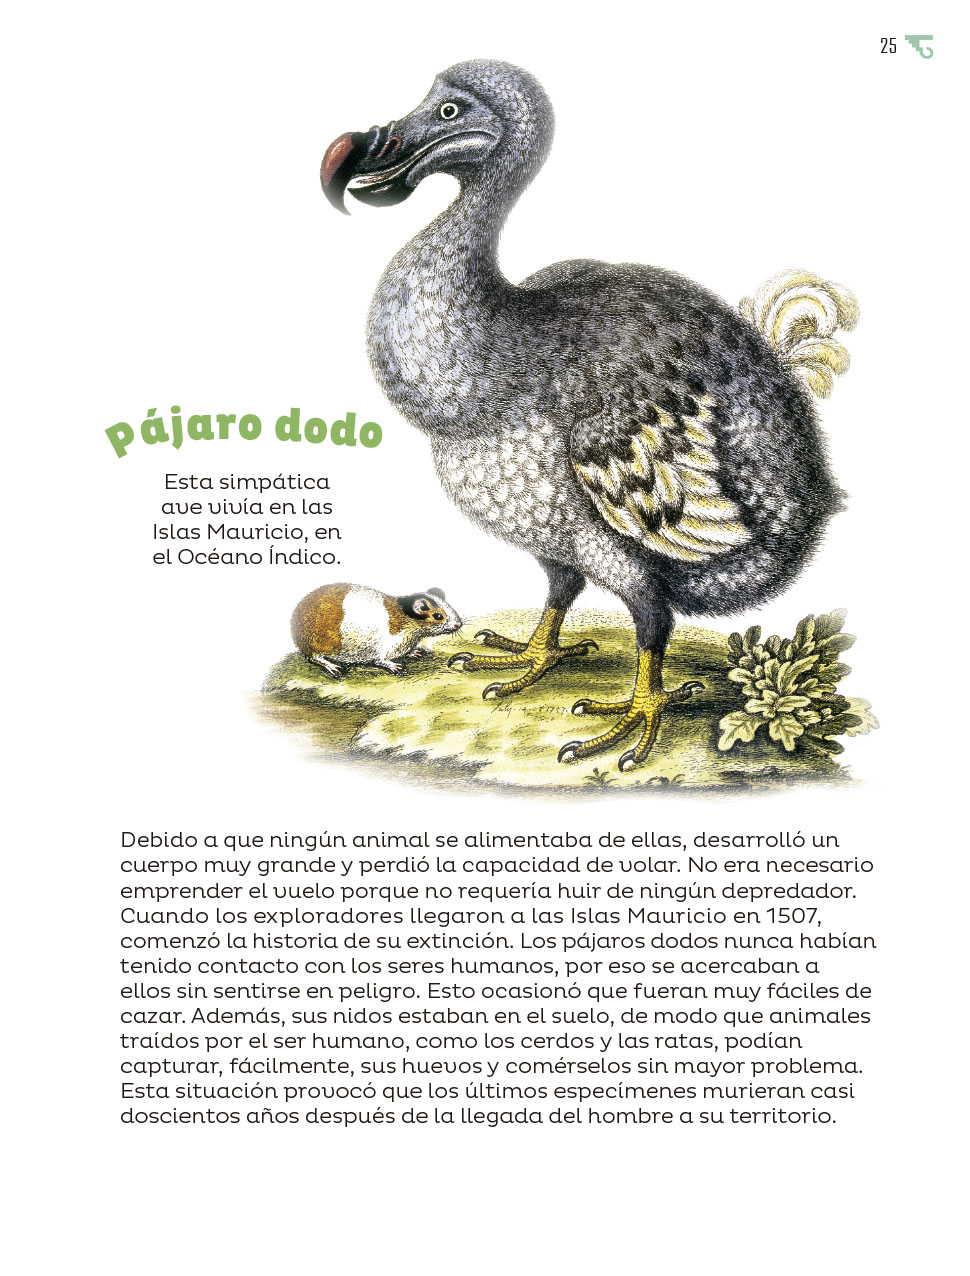 25
Pájaro dodo
Esta simpática
ave vivía en las
Islas Mauricio, en
el Océano Índico.
Debido a que ningún animal se alimentaba de ellas, desarrolló un
cuerpo muy grande y perdió la capacidad de volar. No era necesario
emprender el vuelo porque no requería huir de ningún depredador.
Cuando los exploradores llegaron a las Islas Mauricio en 1507,
comenzó la historia de su extinción. Los pájaros dodos nunca habían
tenido contacto con los seres humanos, por eso se acercaban a
ellos sin sentirse en peligro. Esto ocasionó que fueran muy fáciles de
cazar. Además, sus nidos estaban en el suelo, de modo que animales
traídos por el ser humano, como los cerdos y las ratas, podían
capturar, fácilmente, sus huevos y comérselos sin mayor problema.
Esta situación provocó que los últimos especímenes murieran casi
doscientos años después de la llegada del hombre a su territorio.